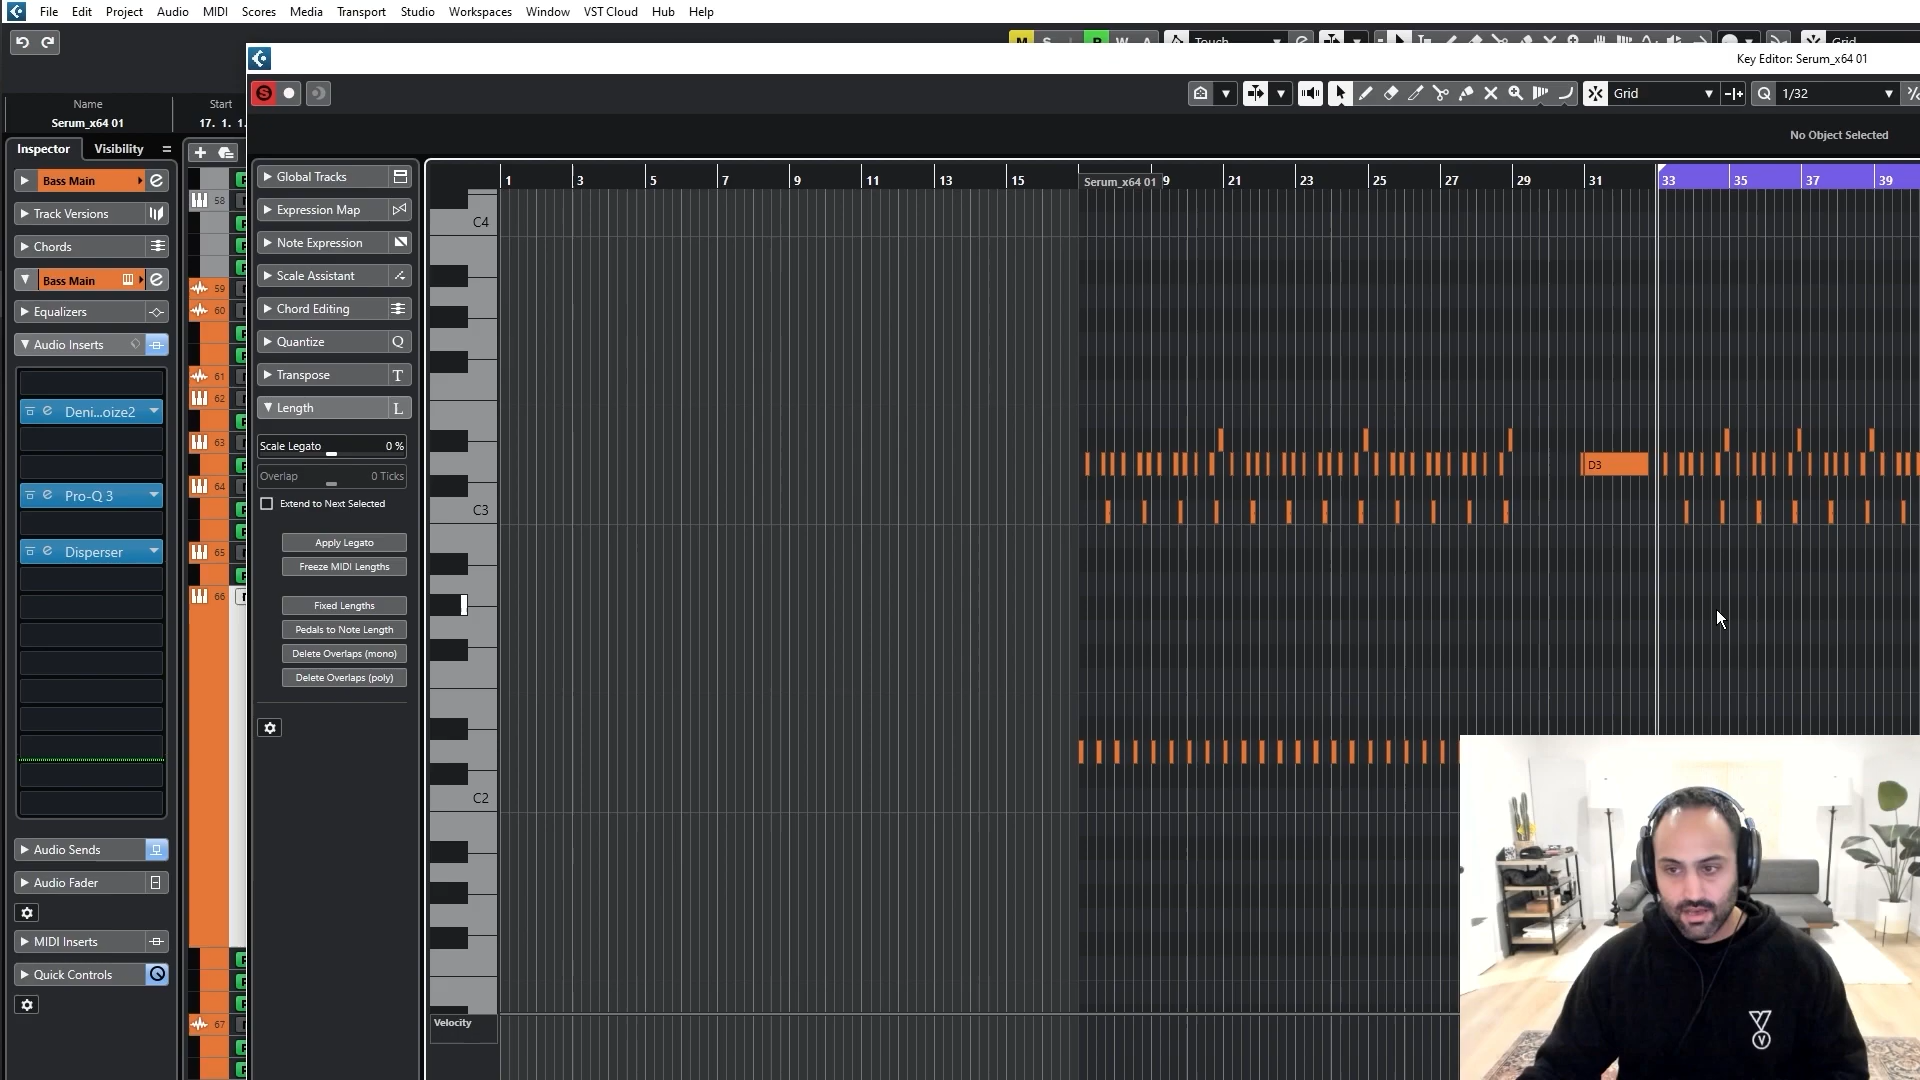 File Edit Project Audio MIDI Scores Media Transport Studio Workspaces Window VST Cloud Hub Help
Touch
Grid
Key Editor: Serum_x64 01
S
Grid
Q 1/32
Name
Start
Serum_x64 01
17. 1. 1.
No Object Selected
Inspector
Visibility
Bass Main
Track Versions
Chords
Bass Main
Equalizers
Audio Inserts
Deni...oize2
Pro-Q 3
Disperser
Audio Sends
Audio Fader
MIDI Inserts
Quick Controls
58
59
60
61
62
63
64
65
66
67
Global Tracks
Expression Map
Note Expression
Scale Assistant
Chord Editing
Quantize Q
Transpose T
Length L
Scale Legato 0 %
Overlap 0 Ticks
Extend to Next Selected
Apply Legato
Freeze MIDI Lengths
Fixed Lengths
Pedals to Note Length
Delete Overlaps (mono)
Delete Overlaps (poly)
1 3 5 7 9 11 13 15 9 21 23 25 27 29 31 33 35 37 39
Serum_x64 01
C4
D3
C3
C2
Velocity